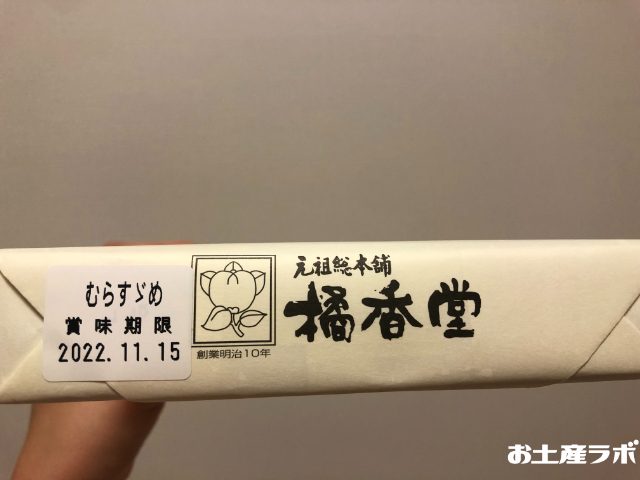 むらすゞめ
賞味期限
2022.11.15
創業明治10年
元祖総本舗
橘香堂
お土産ラボ